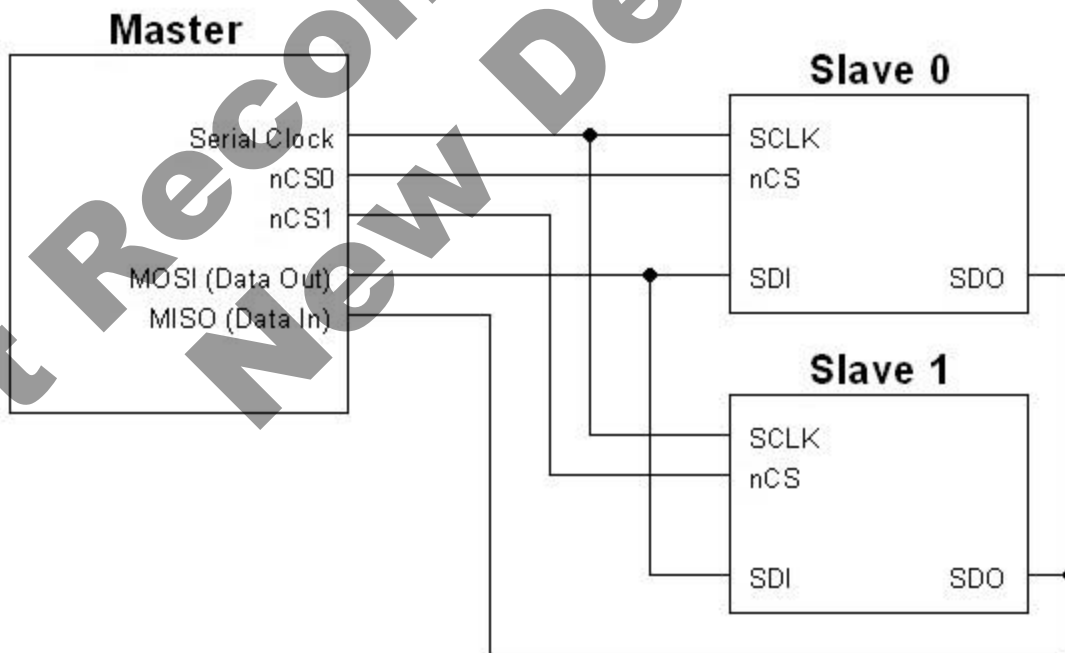 Master
Serial Clock
nCS0
nCS1
MOSI (Data Out)
MISO (Data In)
Slave 0
SCLK
nCS
SDI SDO
Slave 1
SCLK
nCS
SDI SDO
New